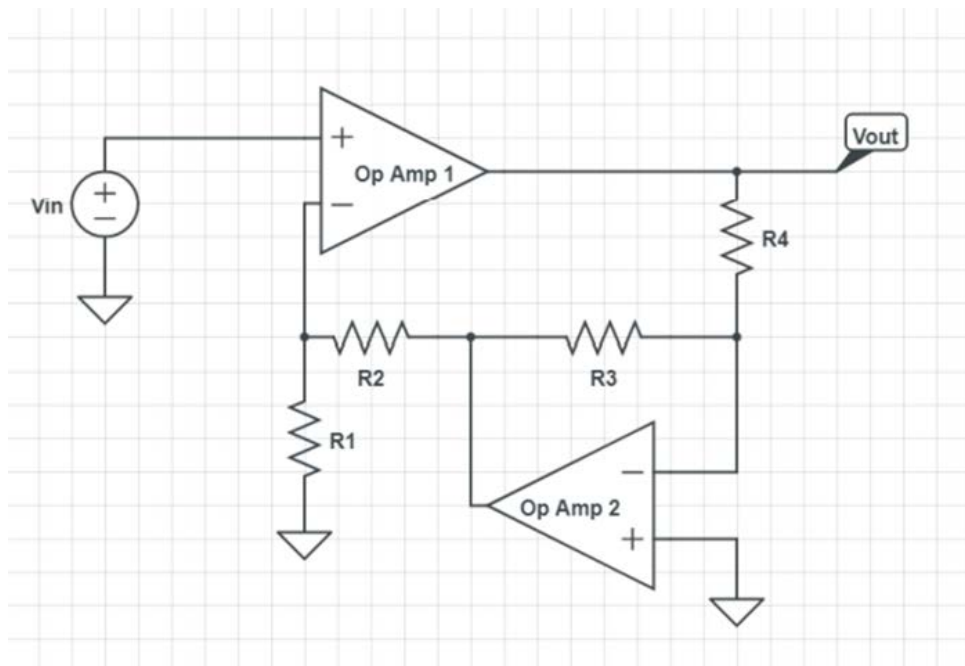 Vout
+
Op Amp 1
−
R4
+
−
Vin
R2
R3
R1
−
Op Amp 2
+